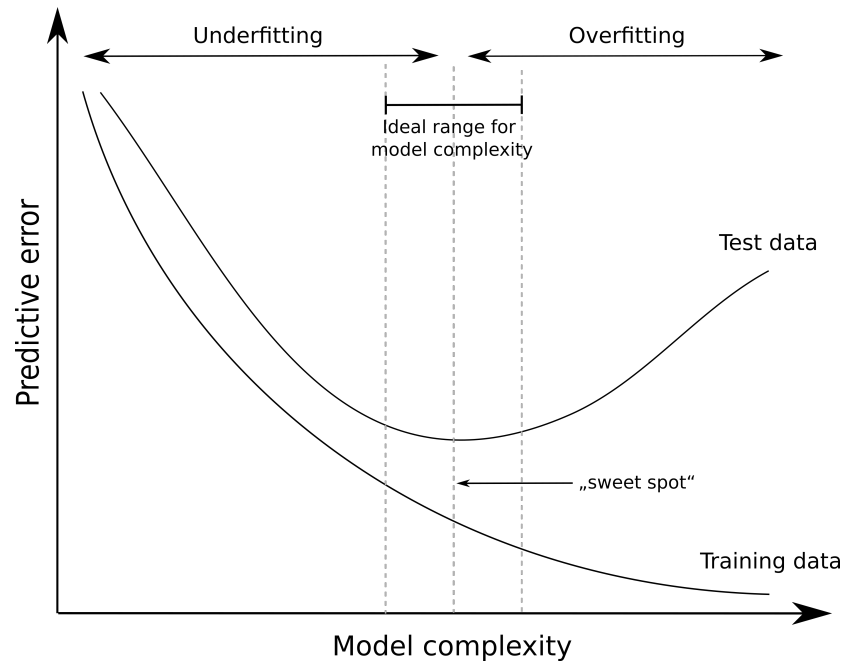 Underfitting
Overfitting
Ideal range for
model complexity
Predictive error
Test data
„sweet spot“
Training data
Model complexity